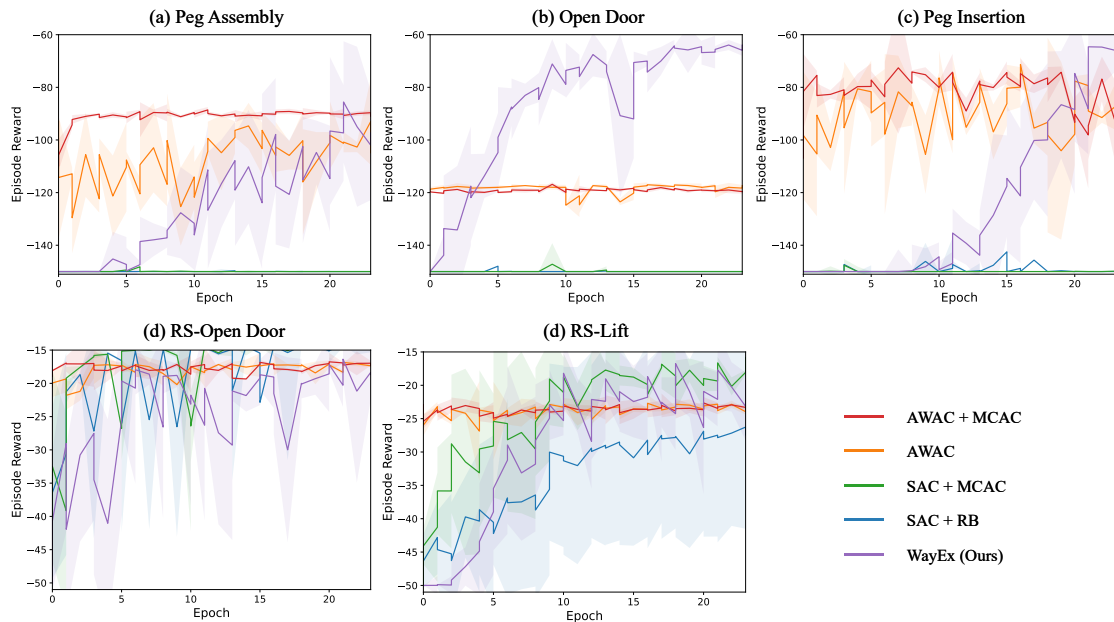 (a) Peg Assembly
(b) Open Door
(c) Peg Insertion
−60
−80
−100
−120
−140
Episode Reward
0 5 10 15 20
Epoch
−60
−80
−100
−120
−140
Episode Reward
0 5 10 15 20
Epoch
−60
−80
−100
−120
−140
Episode Reward
0 5 10 15 20
Epoch
(d) RS-Open Door
(d) RS-Lift
−15
−20
−25
−30
−35
−40
−45
−50
Episode Reward
0 5 10 15 20
Epoch
−15
−20
−25
−30
−35
−40
−45
−50
Episode Reward
0 5 10 15 20
Epoch
AWAC + MCAC
AWAC
SAC + MCAC
SAC + RB
WayEx (Ours)